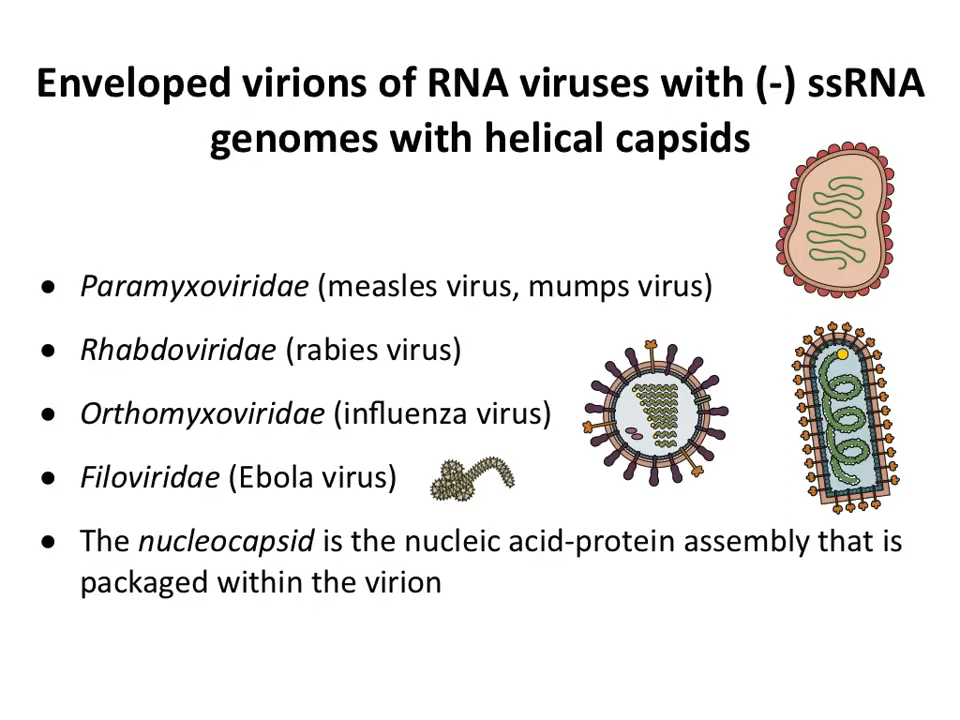 Enveloped virions of RNA viruses with (-) ssRNA
genomes with helical capsids
● Paramyxoviridae (measles virus, mumps virus)
● Rhabdoviridae (rabies virus)
● Orthomyxoviridae (influenza virus)
● Filoviridae (Ebola virus)
● The nucleocapsid is the nucleic acid-protein assembly that is
packaged within the virion